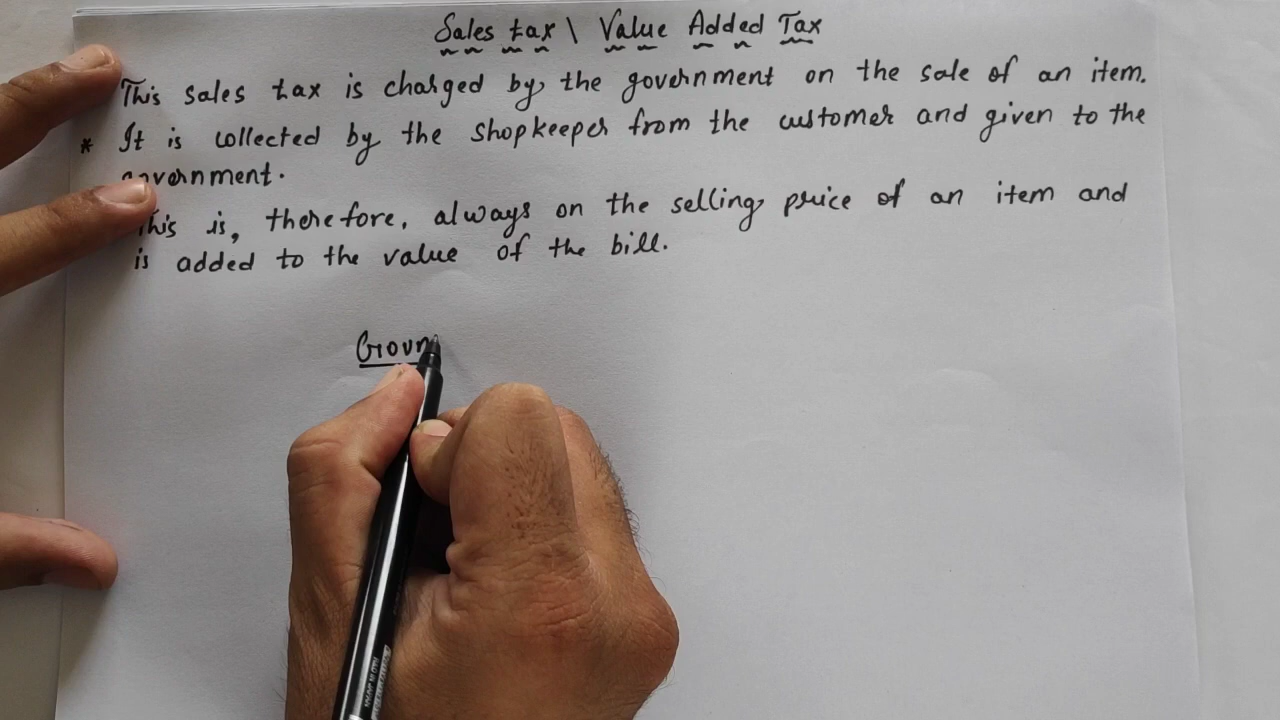 Sales tax \ Value Added Tax
This sales tax is charged by the government on the sale of an item.
* It is collected by the shopkeeper from the customer and given to the
government.
This is, therefore, always on the selling price of an item and
is added to the value of the bill.
Govn